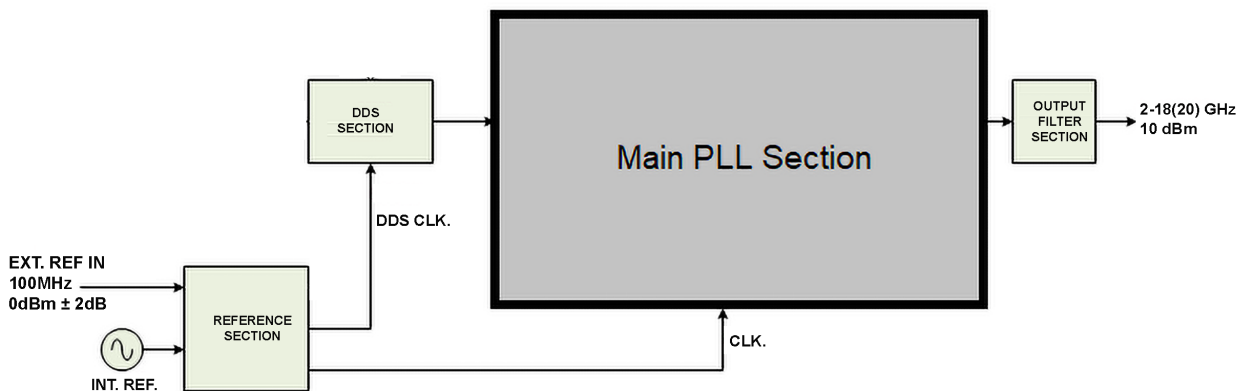 DDS
SECTION
Main PLL Section
OUTPUT
FILTER
SECTION
2-18(20) GHz
10 dBm
DDS CLK.
EXT. REF IN
100MHz
0dBm ± 2dB
REFERENCE
SECTION
INT. REF.
CLK.